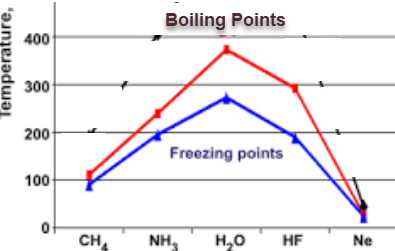 Boiling Points
Temperature,
400
300
200
100
0
Freezing points
CH₄ NH₃ H₂O HF Ne